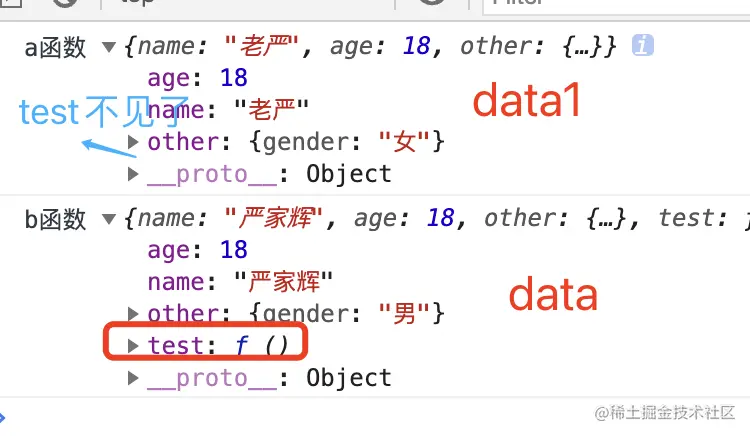 top
Filter
a函数 ▼{name: "老严", age: 18, other: {…}} i
age: 18
name: "老严"
▶ other: {gender: "女"}
▶ __proto__: Object
test不见了
data1
b函数 ▼{name: "严家辉", age: 18, other: {…}, test: f
age: 18
name: "严家辉"
▶ other: {gender: "男"}
▶ test: f ()
▶ __proto__: Object
data
>
@稀土掘金技术社区